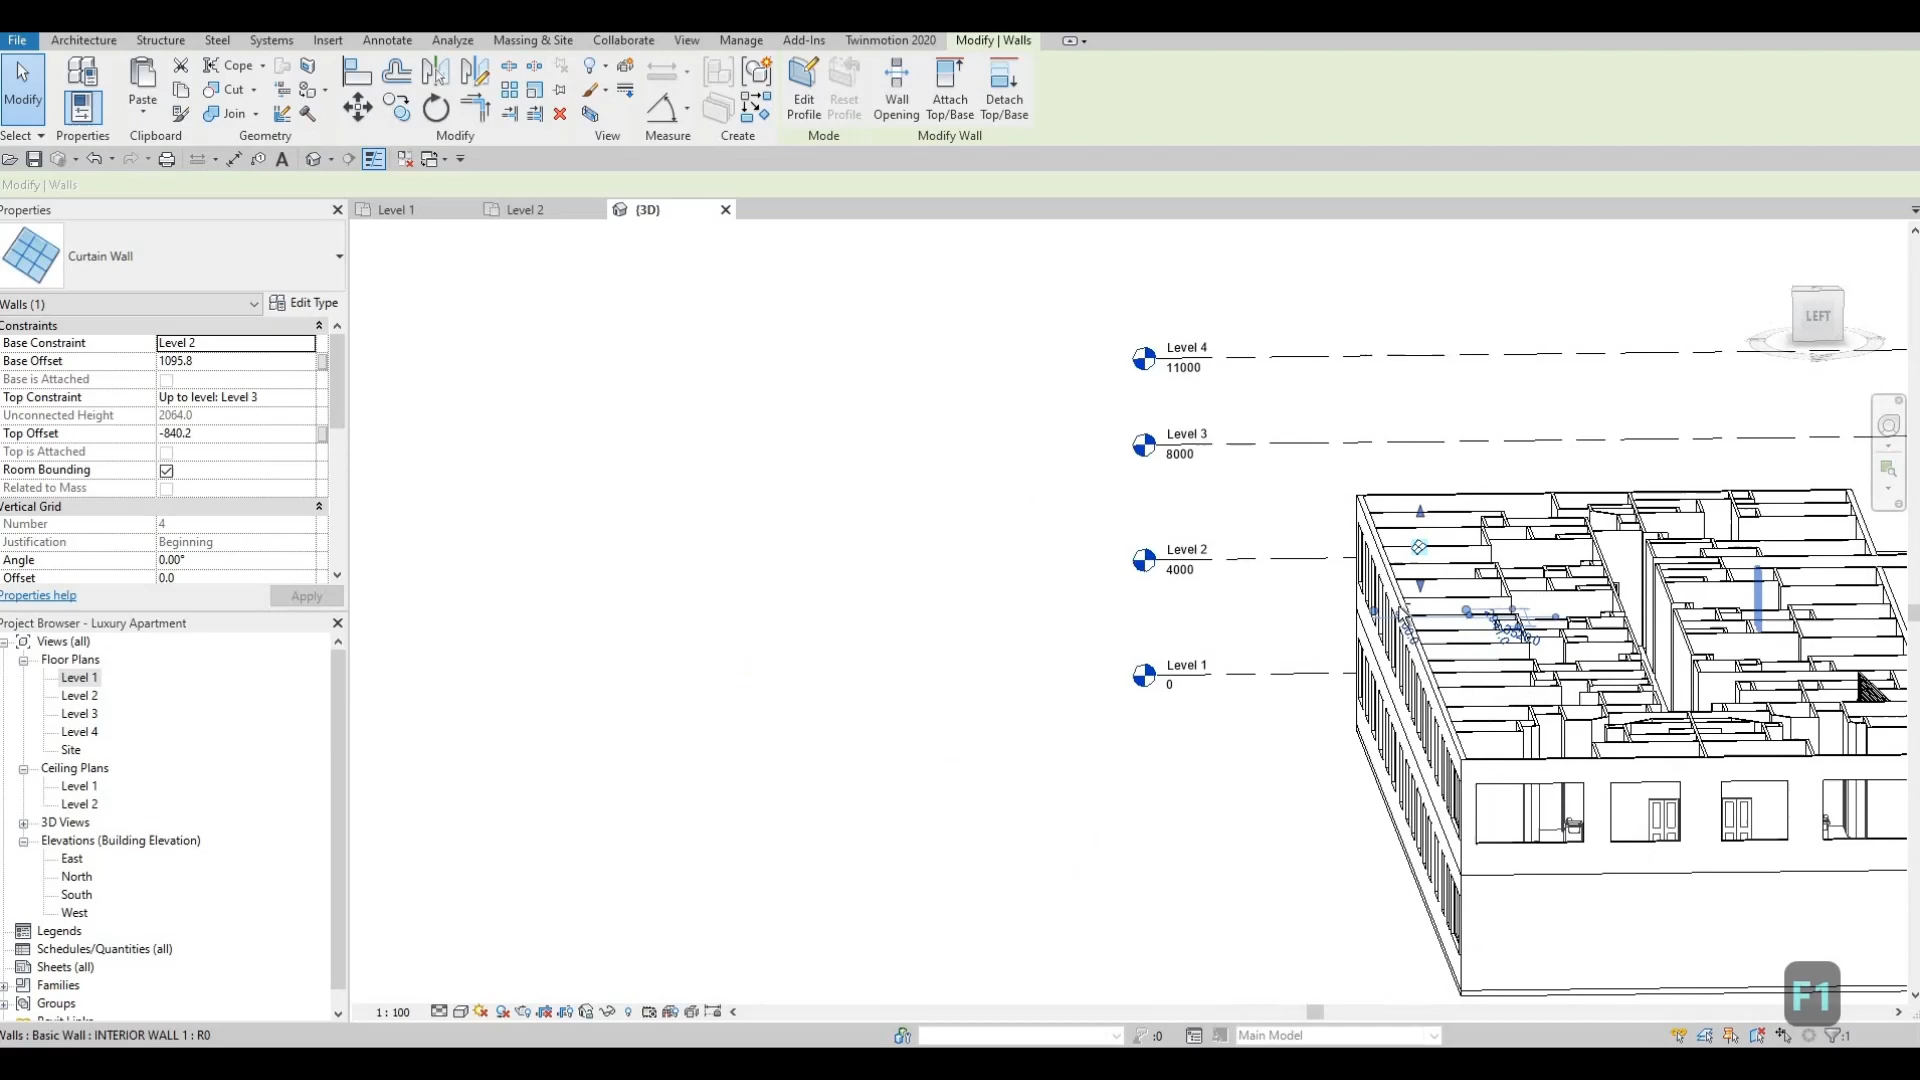 File Architecture Structure Steel Systems Insert Annotate Analyze Massing & Site Collaborate View Manage Add-Ins Twinmotion 2020 Modify | Walls
Cope
Cut
Join
Modify
Paste
Edit Profile
Reset Profile
Wall Opening
Attach Top/Base
Detach Top/Base
Select Properties Clipboard Geometry Modify View Measure Create Mode Modify Wall
Modify | Walls
Properties
Level 1
Level 2
(3D)
Curtain Wall
Walls (1)
Edit Type
Constraints
Base Constraint Level 2
Base Offset 1095.8
Base is Attached
Top Constraint Up to level: Level 3
Unconnected Height 2064.0
Top Offset -840.2
Top is Attached
Room Bounding
Related to Mass
Vertical Grid
Number 4
Justification Beginning
Angle 0.00°
Offset 0.0
Properties help
Apply
Project Browser - Luxury Apartment
Views (all)
Floor Plans
Level 1
Level 2
Level 3
Level 4
Site
Ceiling Plans
Level 1
Level 2
3D Views
Elevations (Building Elevation)
East
North
South
West
Legends
Schedules/Quantities (all)
Sheets (all)
Families
Groups
Level 4
11000
Level 3
8000
Level 2
4000
Level 1
0
LEFT
F1
1 : 100
Walls : Basic Wall : INTERIOR WALL 1 : R0
:0
Main Model
:1